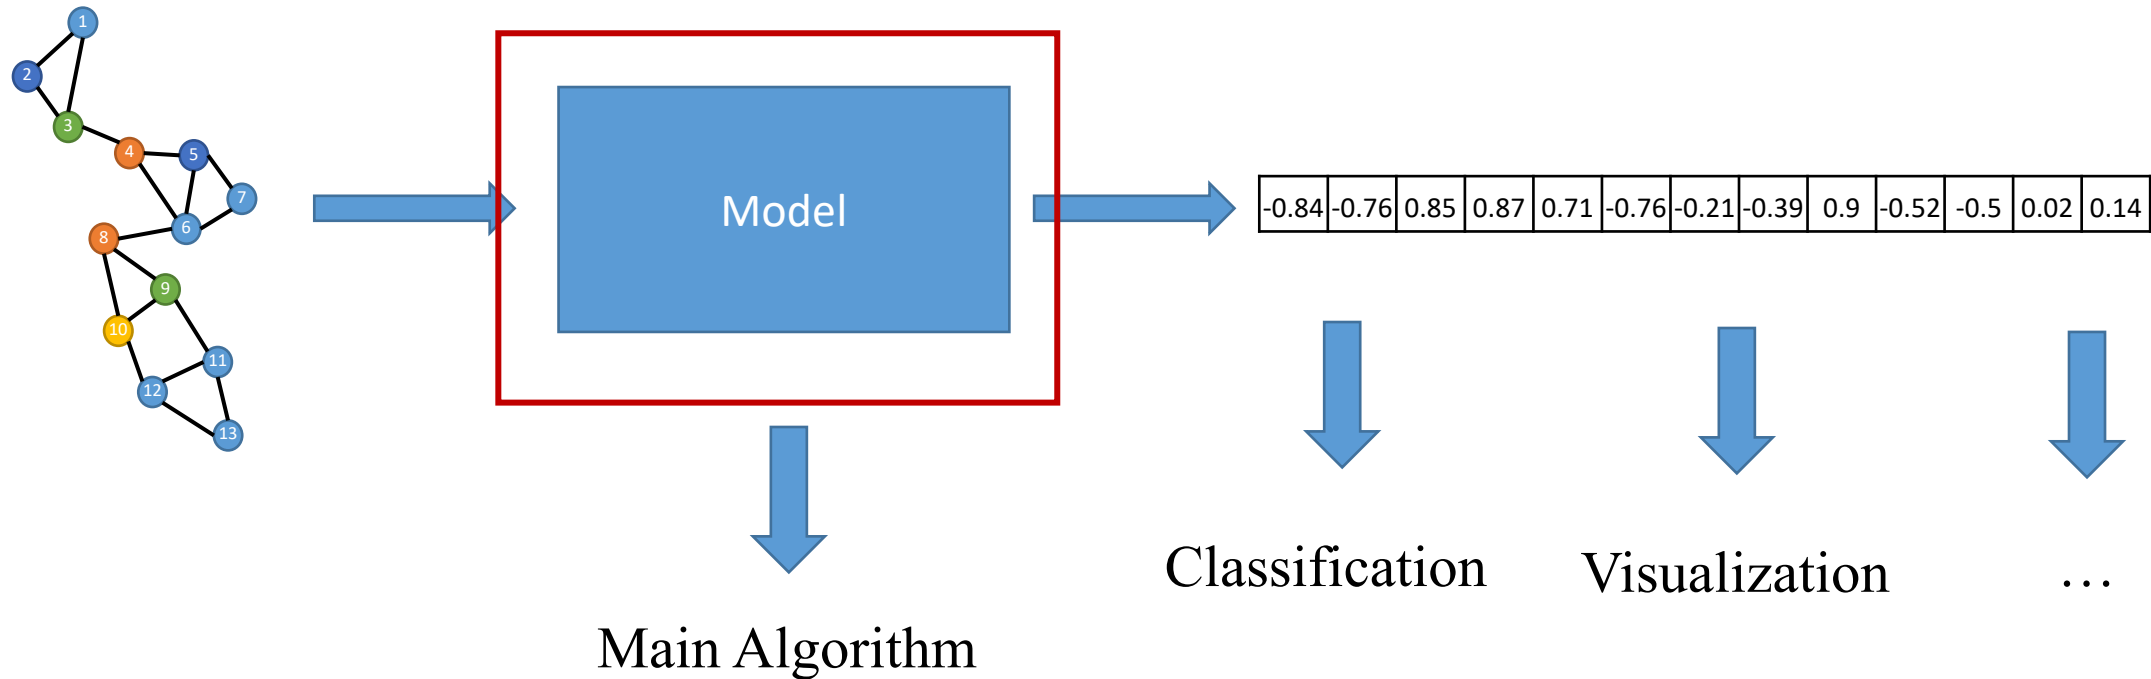 1
2
3
4
5
7
6
8
9
10
11
12
13
Model
-0.84 -0.76 0.85 0.87 0.71 -0.76 -0.21 -0.39 0.9 -0.52 -0.5 0.02 0.14
Classification
Visualization
…
Main Algorithm